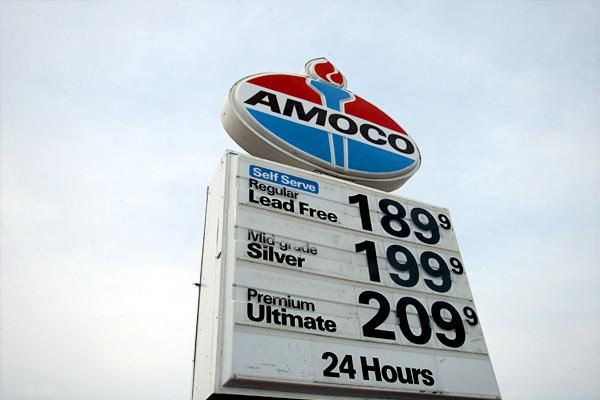 AMOCO
Self Serve
Regular
Lead Free 189 9
Mid-grade
Silver 199 9
Premium
Ultimate 209 9
24 Hours